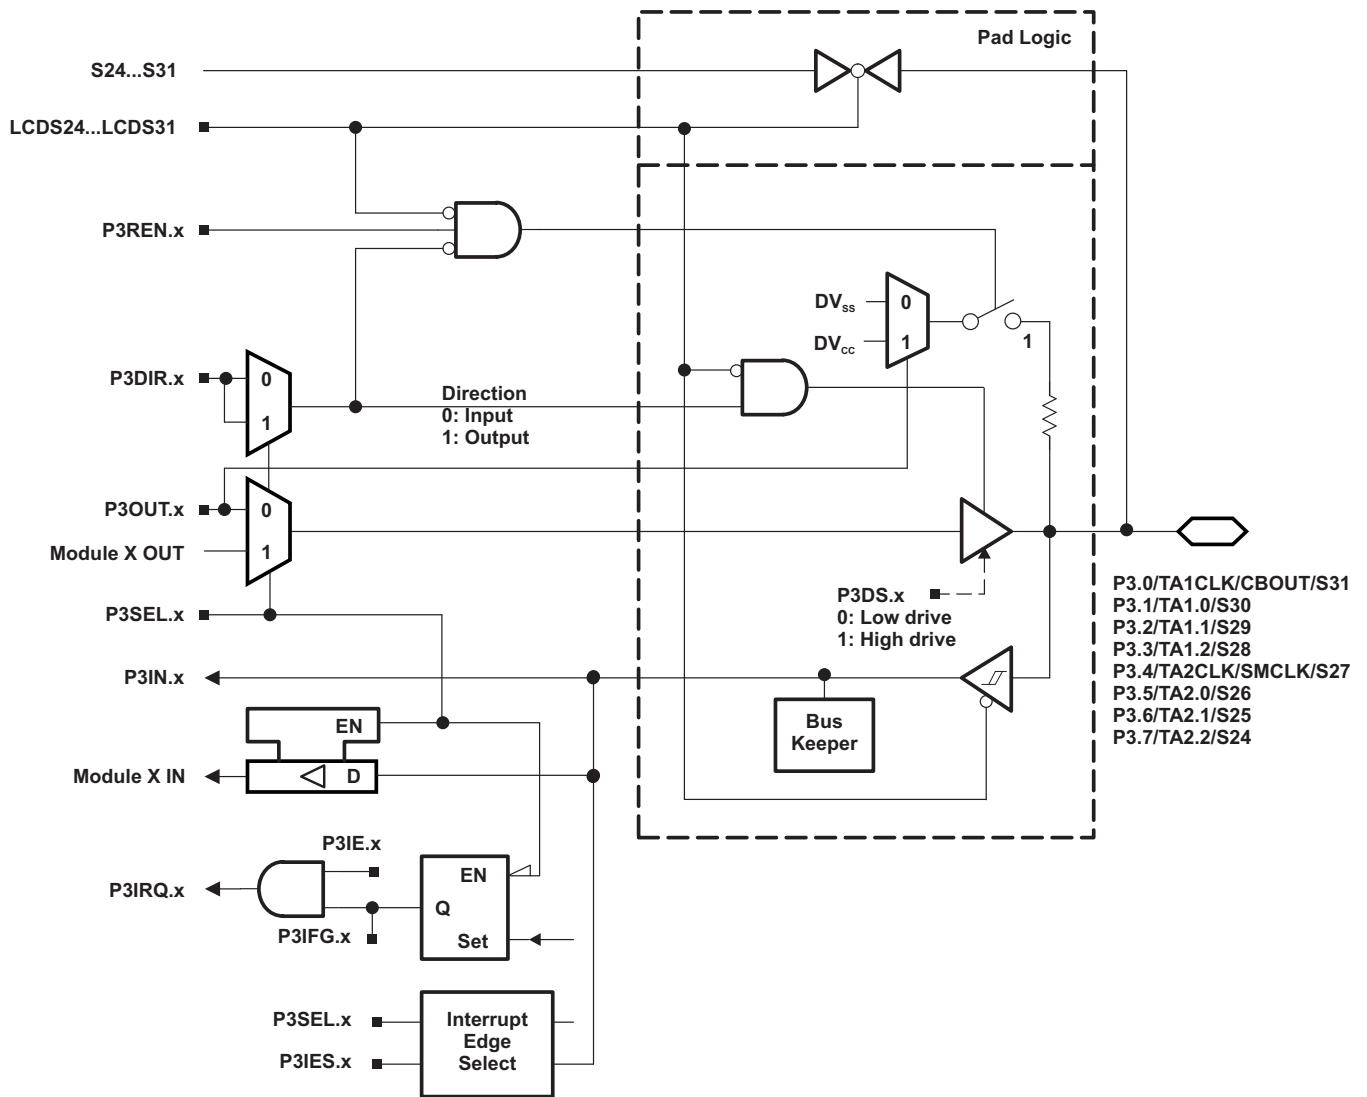 Pad Logic
S24...S31
LCDS24...LCDS31
P3REN.x
DVSS
0
DVCC
1
1
P3DIR.x
0
1
Direction
0: Input
1: Output
P3OUT.x
0
Module X OUT
1
P3SEL.x
P3DS.x
0: Low drive
1: High drive
P3.0/TA1CLK/CBOUT/S31
P3.1/TA1.0/S30
P3.2/TA1.1/S29
P3.3/TA1.2/S28
P3.4/TA2CLK/SMCLK/S27
P3.5/TA2.0/S26
P3.6/TA2.1/S25
P3.7/TA2.2/S24
P3IN.x
Bus
Keeper
EN
Module X IN
D
P3IE.x
P3IRQ.x
EN
Q
P3IFG.x
Set
P3SEL.x
P3IES.x
Interrupt
Edge
Select